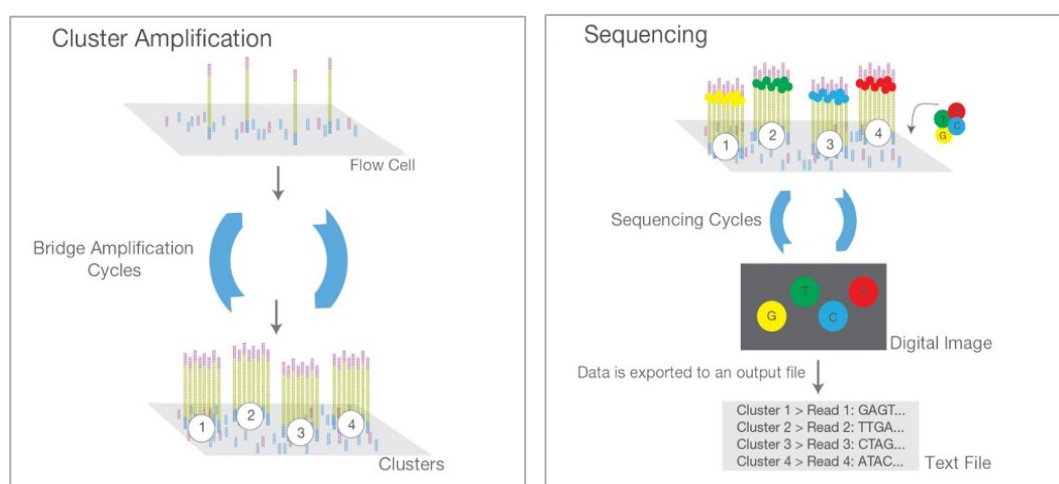 Cluster Amplification
Flow Cell
Bridge Amplification
Cycles
1
2
3
4
Clusters
Sequencing
1
2
3
4
T
C
G
Sequencing Cycles
T
G
C
Digital Image
Data is exported to an output file
Cluster 1 > Read 1: GAGT...
Cluster 2 > Read 2: TTGA...
Cluster 3 > Read 3: CTAG...
Cluster 4 > Read 4: ATAC...
Text File